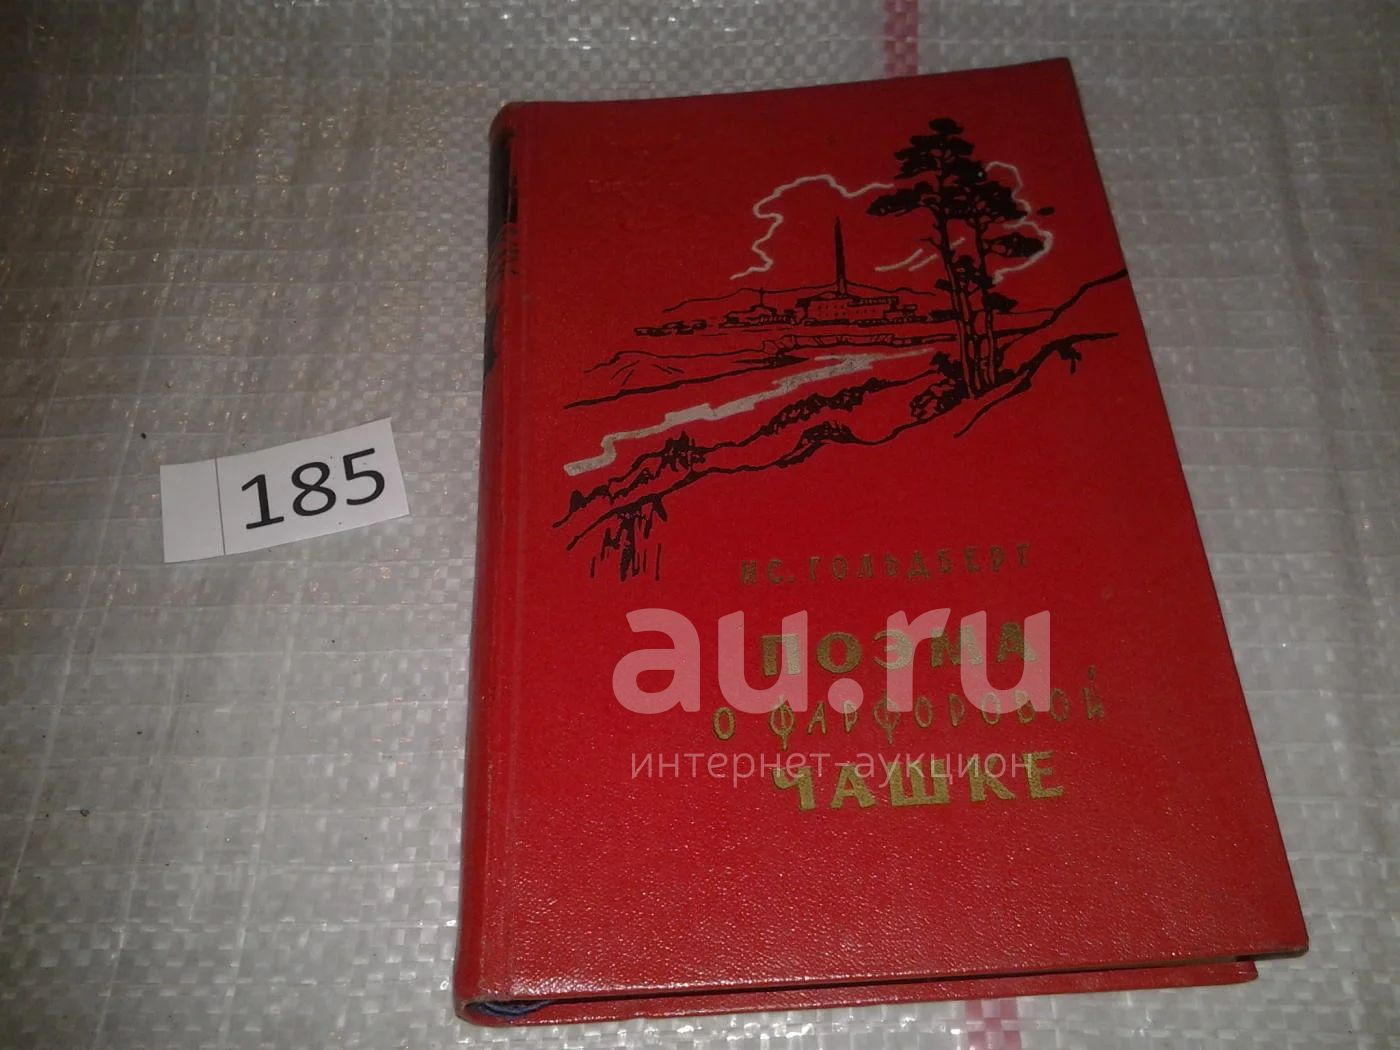 185
ИС. ГОЛЬДБЕРГ
ПОЭМА
О ФАРФОРОВОЙ
ЧАШКЕ
au.ru
интернет-аукцион